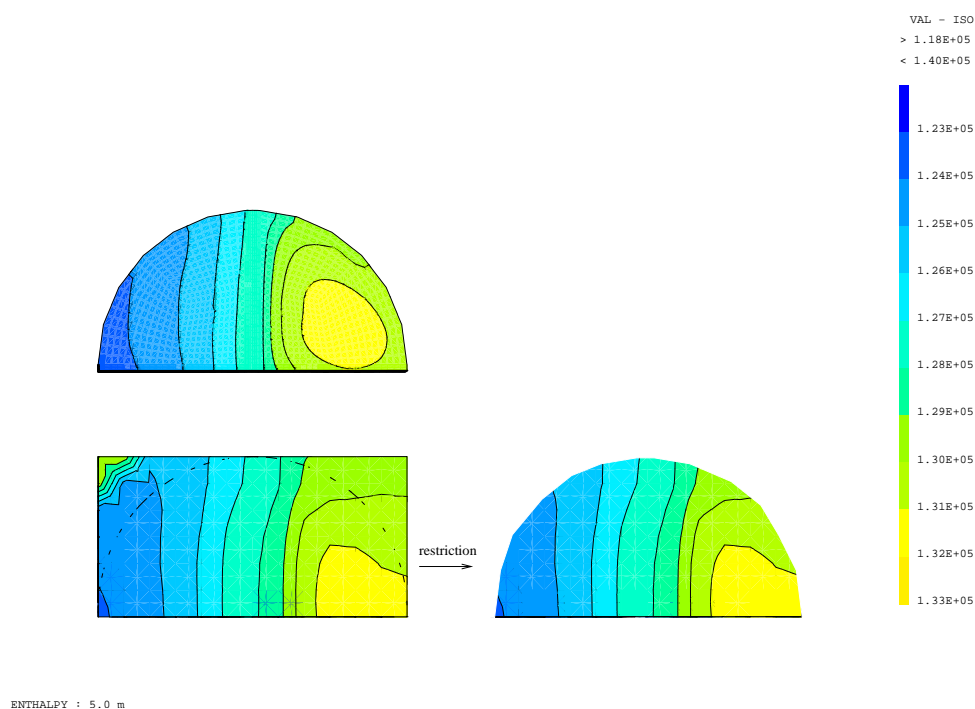 VAL - ISO
> 1.18E+05
< 1.40E+05
1.23E+05
1.24E+05
1.25E+05
1.26E+05
1.27E+05
1.28E+05
1.29E+05
1.30E+05
1.31E+05
1.32E+05
1.33E+05
restriction
ENTHALPY : 5.0 m